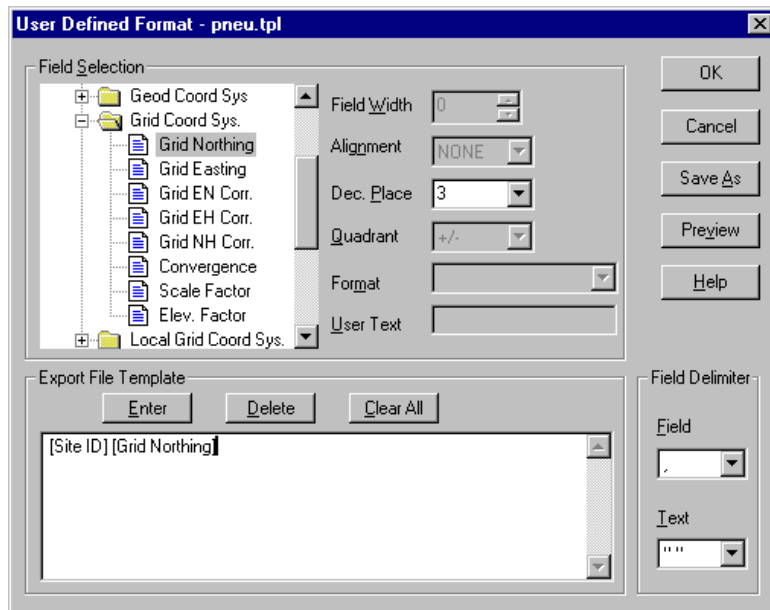 User Defined Format - pneu.tpl
Field Selection
Geod Coord Sys
Grid Coord Sys.
Grid Northing
Grid Easting
Grid EN Corr.
Grid EH Corr.
Grid NH Corr.
Convergence
Scale Factor
Elev. Factor
Local Grid Coord Sys.
Field Width 0
Alignment NONE
Dec. Place 3
Quadrant +/-
Format
User Text
OK
Cancel
Save As
Preview
Help
Export File Template
Enter Delete Clear All
[Site ID] [Grid Northing]
Field Delimiter
Field
,
Text
" "